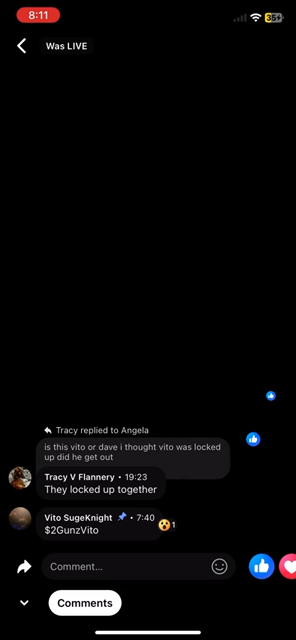 8:11
35
Was LIVE
Tracy replied to Angela
is this vito or dave i thought vito was locked
up did he get out
Tracy V Flannery • 19:23
They locked up together
Vito SugeKnight 7:40
$2GunzVito
1
Comment...
Comments